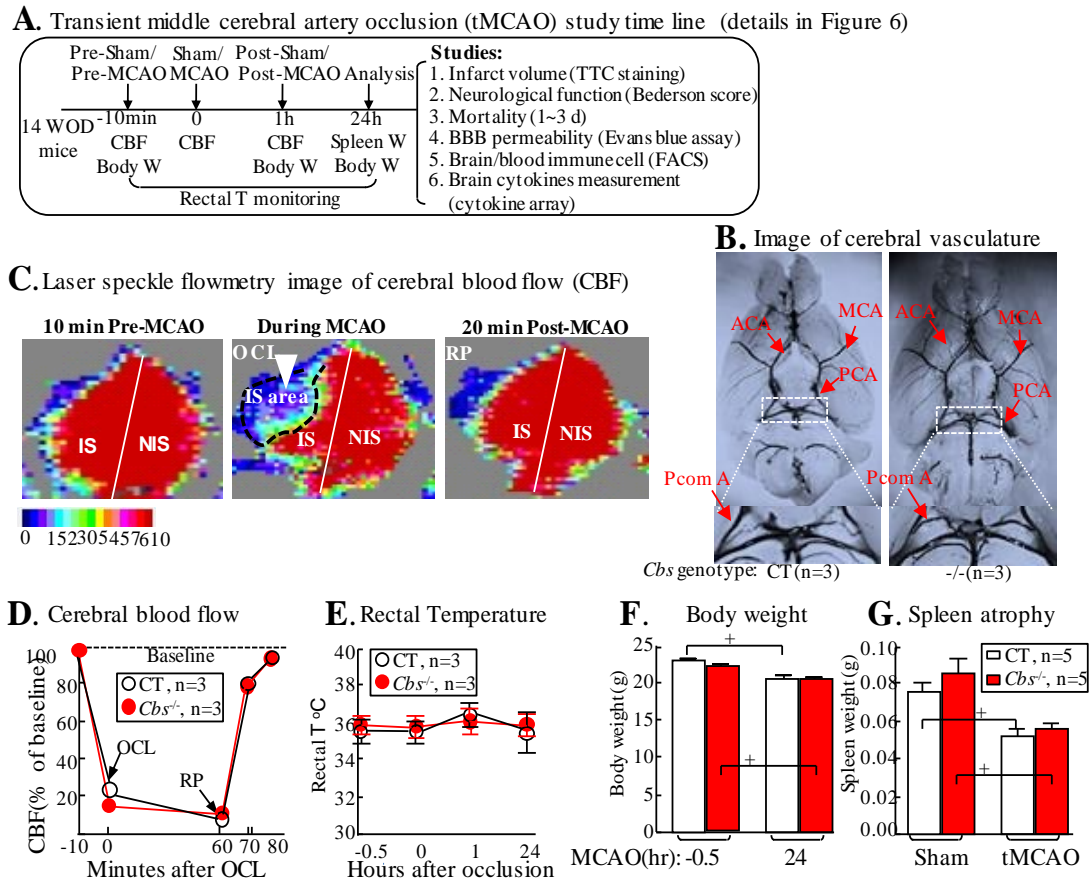 A. Transient middle cerebral artery occlusion (tMCAO) study time line (details in Figure 6)
Pre-Sham/ Sham/ Post-Sham/
Pre-MCAO MCAO Post-MCAO Analysis
14 WOD
mice
-10min 0 1h 24h
CBF CBF CBF Spleen W
Body W Body W Body W
Rectal T monitoring
Studies:
1. Infarct volume (TTC staining)
2. Neurological function (Bederson score)
3. Mortality (1~3 d)
4. BBB permeability (Evans blue assay)
5. Brain/blood immune cell (FACS)
6. Brain cytokines measurement
(cytokine array)
B. Image of cerebral vasculature
ACA MCA PCA Pcom A
ACA MCA PCA Pcom A
Cbs genotype: CT (n=3) -/-(n=3)
C. Laser speckle flowmetry image of cerebral blood flow (CBF)
10 min Pre-MCAO During MCAO 20 min Post-MCAO
IS NIS
OCL
IS area
IS NIS
RP
IS NIS
0 152305457610
D. Cerebral blood flow
CBF(% of baseline)
100
80
60
40
20
Baseline
CT, n=3
Cbs-/-, n=3
OCL
RP
-10 0 60 70 80
Minutes after OCL
E. Rectal Temperature
Rectal T °C
40
38
36
34
32
30
CT, n=3
Cbs-/-, n=3
-0.5 0 1 24
Hours after occlusion
F. Body weight
Body weight (g)
25
20
15
10
5
0
+
+
MCAO(hr): -0.5 24
G. Spleen atrophy
Spleen weight (g)
0.10
0.08
0.06
0.04
0.02
0.00
CT, n=5
Cbs-/-, n=5
+
+
Sham tMCAO